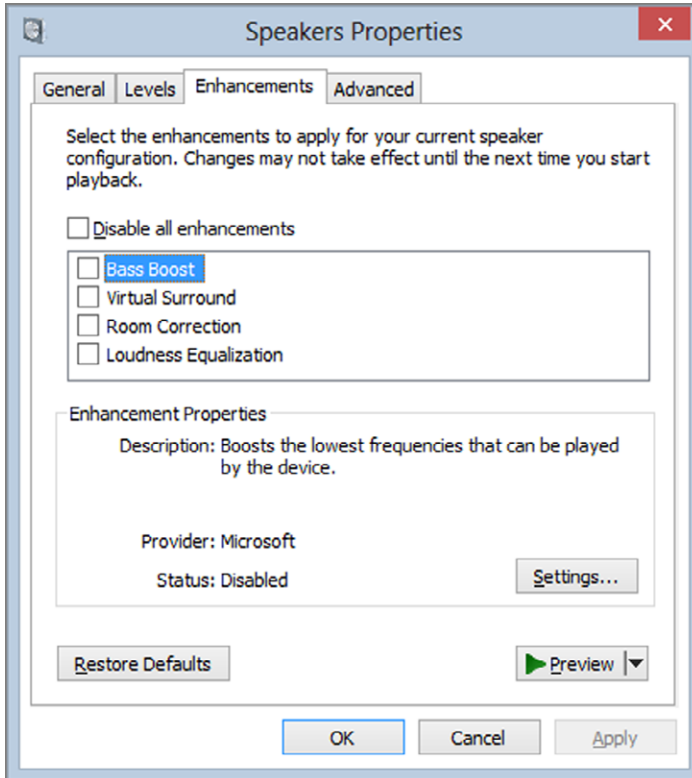 Speakers Properties
General Levels Enhancements Advanced
Select the enhancements to apply for your current speaker
configuration. Changes may not take effect until the next time you start
playback.
Disable all enhancements
Bass Boost
Virtual Surround
Room Correction
Loudness Equalization
Enhancement Properties
Description: Boosts the lowest frequencies that can be played
by the device.
Provider: Microsoft
Status: Disabled
Settings...
Restore Defaults
Preview
OK Cancel Apply